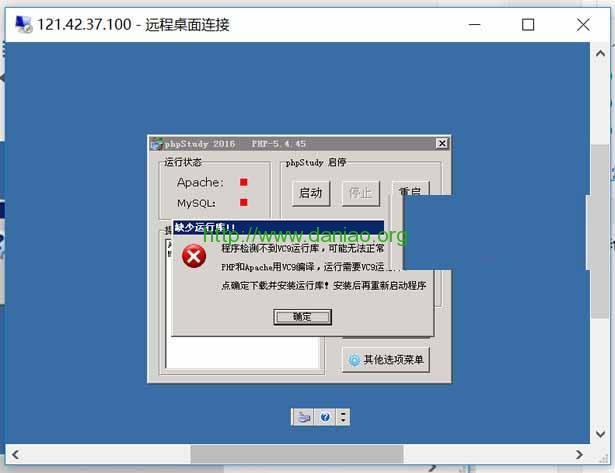 121.42.37.100 - 远程桌面连接
phpStudy 2016 PHP-5.4.45
运行状态
phpStudy 启停
Apache:
MySQL:
启动
停止
重启
缺少运行库!!
http://www.daniao.org
程序检测不到VC9运行库,可能无法正常
PHP和Apache用VC9编译,运行需要VC9运
点确定下载并安装运行库! 安装后再重新启动程序
确定
其他选项菜单